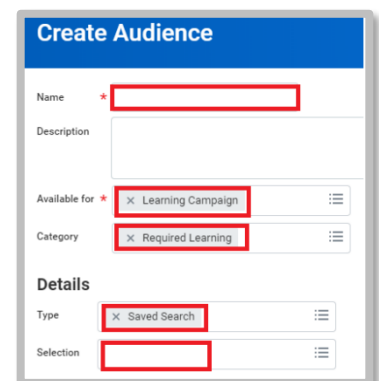 Create Audience
Name *
Description
Available for * × Learning Campaign
Category × Required Learning
Details
Type × Saved Search
Selection